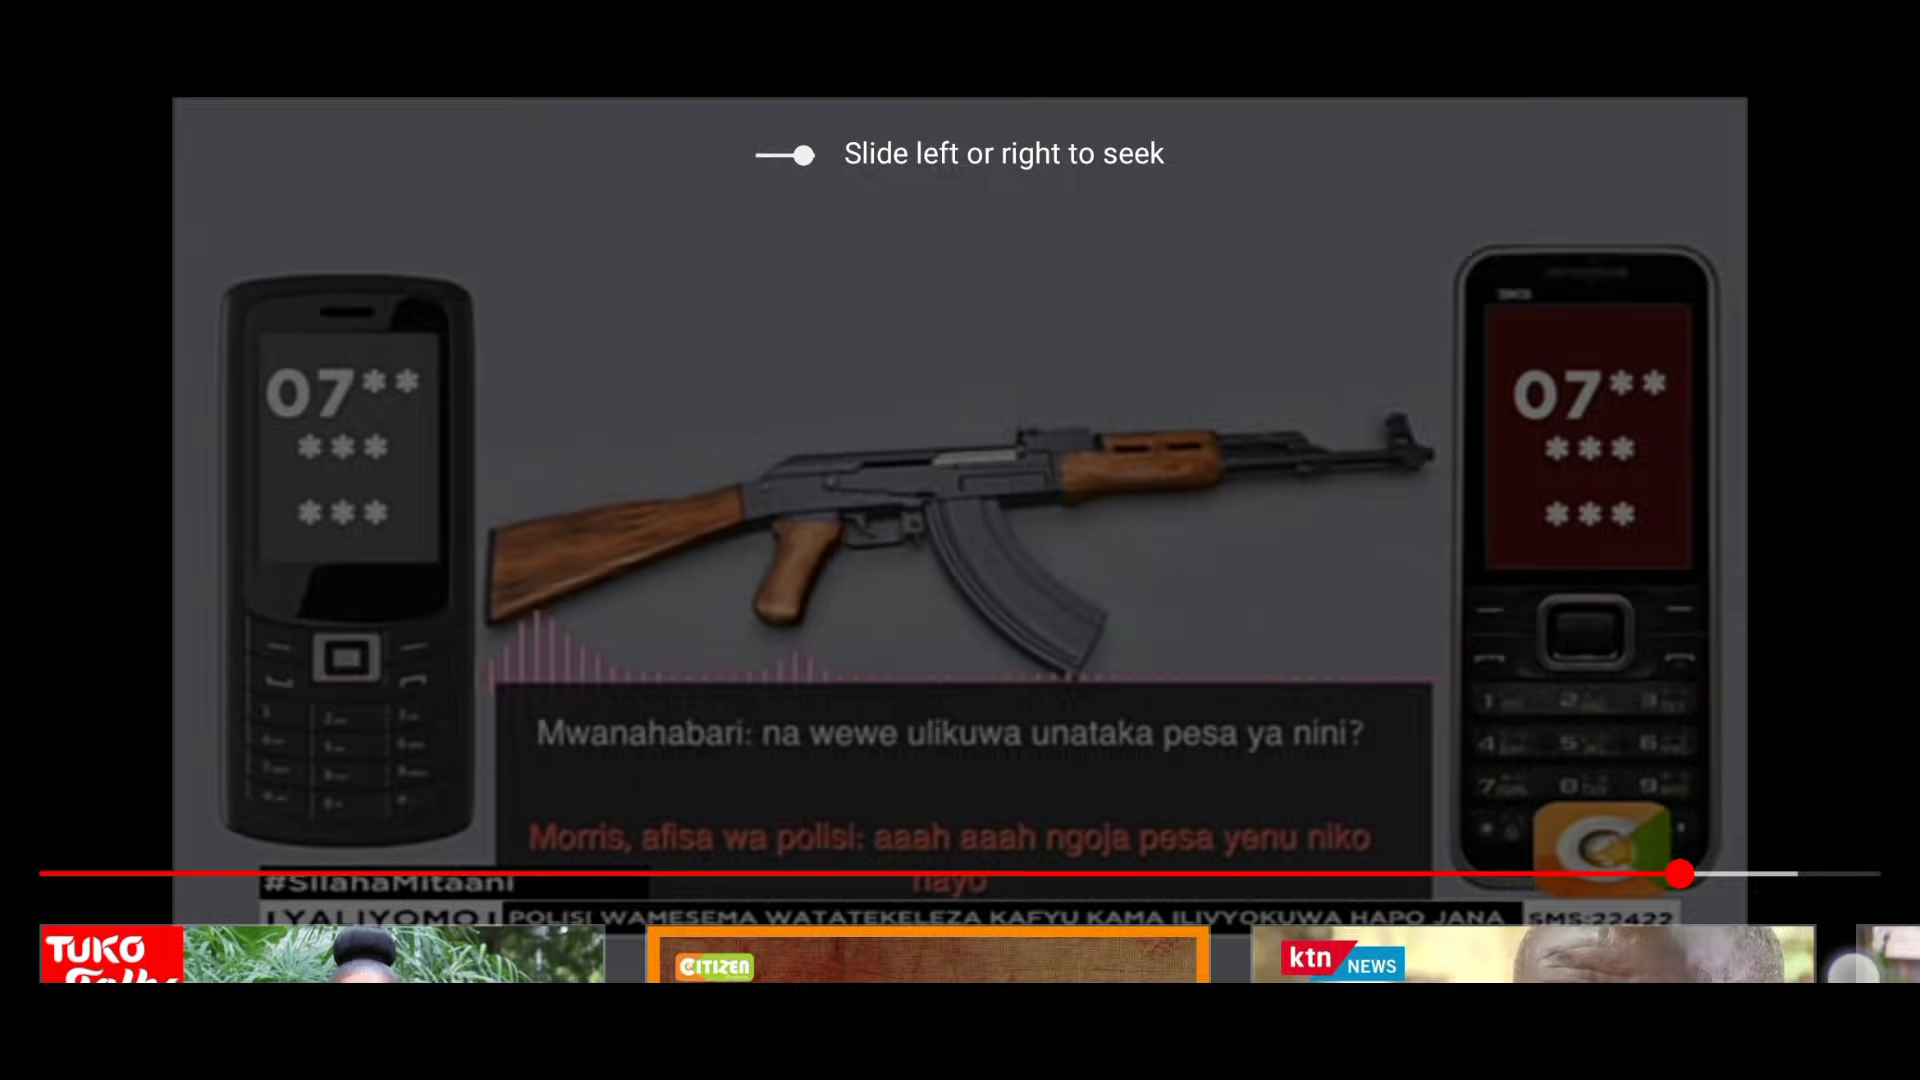 Slide left or right to seek
07**
***
***
07**
***
***
Mwanahabari: na wewe ulikuwa unataka pesa ya nini?
Morris, afisa wa polisi: aaah aaah ngoja pesa yenu niko
nayo
#SilahaMitaani
YALIYOMO POLISI WAMESEMA WATATEKELEZA KAFYU KAMA ILIVYOKUWA HAPO JANA SMS:22422
TUKO
Talks
CITIZEN
ktn NEWS